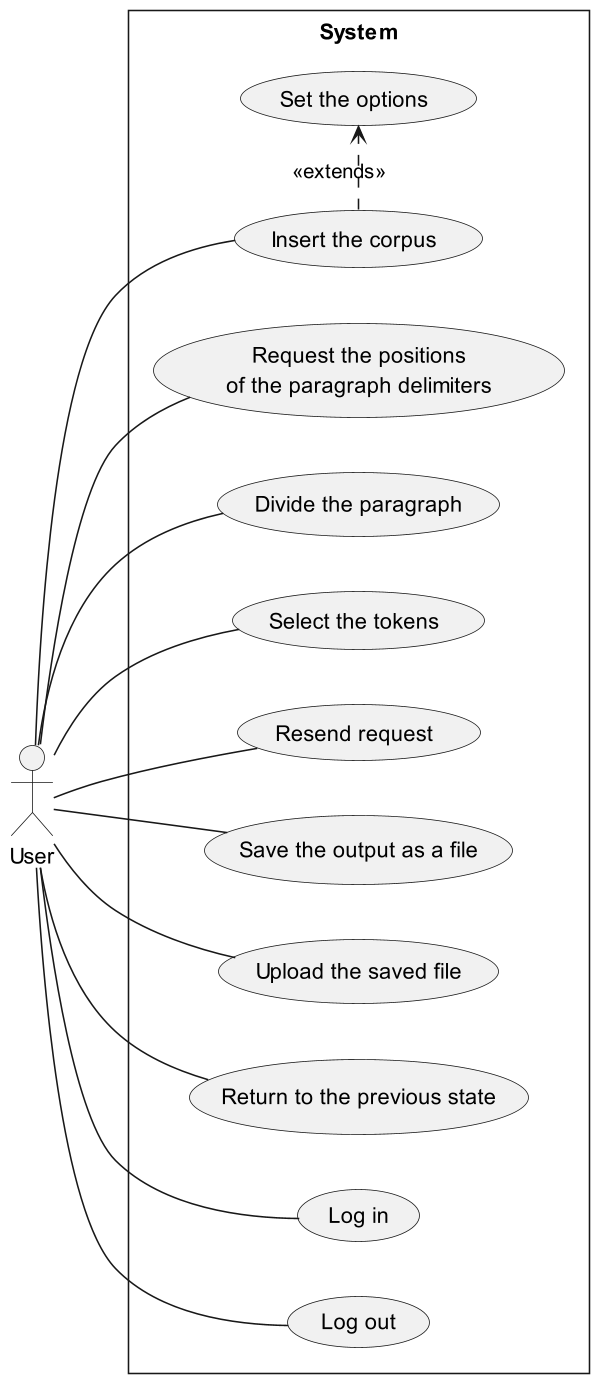 System
Set the options
«extends»
Insert the corpus
Request the positions
of the paragraph delimiters
Divide the paragraph
Select the tokens
Resend request
Save the output as a file
User
Upload the saved file
Return to the previous state
Log in
Log out